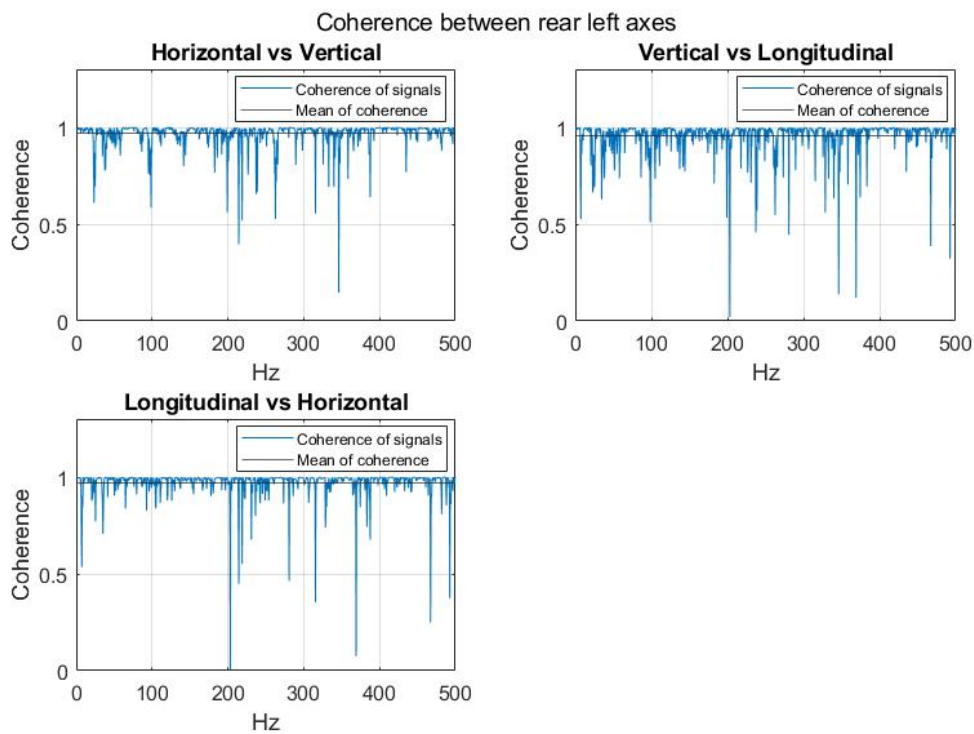 Coherence between rear left axes
Horizontal vs Vertical
Coherence of signals
Mean of coherence
1
0.5
0
Coherence
0 100 200 300 400 500
Hz
Vertical vs Longitudinal
Coherence of signals
Mean of coherence
1
0.5
0
Coherence
0 100 200 300 400 500
Hz
Longitudinal vs Horizontal
Coherence of signals
Mean of coherence
1
0.5
0
Coherence
0 100 200 300 400 500
Hz